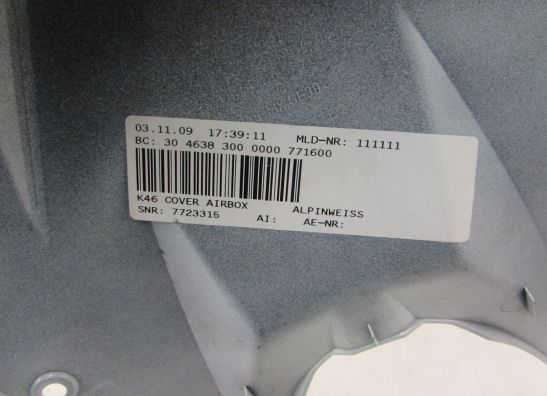 03.11.09 17:39:11 MLD-NR: 111111
BC: 30 4638 300 0000 771600
K46 COVER AIRBOX ALPINWEISS
SNR: 7723315 AI: AE-NR: